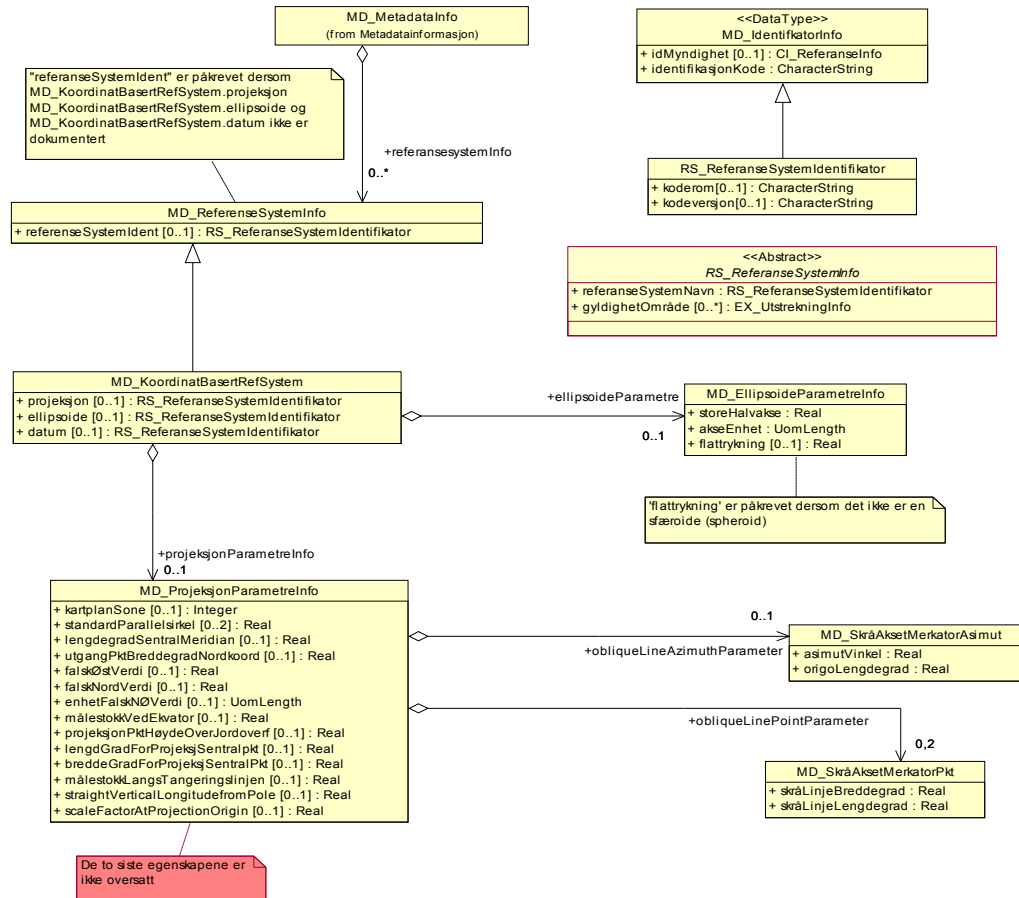 MD_MetadataInfo
(from Metadatainformasjon)
<<DataType>>
MD_IdentifkatorInfo
+ idMyndighet [0..1] : CI_ReferanseInfo
+ identifikasjonKode : CharacterString
"referanseSystemIdent" er påkrevet dersom
MD_KoordinatBasertRefSystem.projeksjon
MD_KoordinatBasertRefSystem.ellipsoide og
MD_KoordinatBasertRefSystem.datum ikke er
dokumentert
+referansesystemInfo
0..*
RS_ReferanseSystemIdentifikator
+ koderom[0..1] : CharacterString
+ kodeversjon[0..1] : CharacterString
MD_ReferenseSystemInfo
+ referenseSystemIdent [0..1] : RS_ReferanseSystemIdentifikator
<<Abstract>>
RS_ReferanseSystemInfo
+ referanseSystemNavn : RS_ReferanseSystemIdentifikator
+ gyldighetOmråde [0..*] : EX_UtstrekningInfo
MD_KoordinatBasertRefSystem
+ projeksjon [0..1] : RS_ReferanseSystemIdentifikator
+ ellipsoide [0..1] : RS_ReferanseSystemIdentifikator
+ datum [0..1] : RS_ReferanseSystemIdentifikator
+ellipsoideParametre
0..1
MD_EllipsoideParametreInfo
+ storeHalvakse : Real
+ akseEnhet : UomLength
+ flattrykning [0..1] : Real
'flattrykning' er påkrevet dersom det ikke er en
sfæroide (spheroid)
+projeksjonParametreInfo
0..1
MD_ProjeksjonParametreInfo
+ kartplanSone [0..1] : Integer
+ standardParallelsirkel [0..2] : Real
+ lengdegradSentralMeridian [0..1] : Real
+ utgangPktBreddegradNordkoord [0..1] : Real
+ falskØstVerdi [0..1] : Real
+ falskNordVerdi [0..1] : Real
+ enhetFalskNØVerdi [0..1] : UomLength
+ målestokkVedEkvator [0..1] : Real
+ projeksjonPktHøydeOverJordoverf [0..1] : Real
+ lengdGradForProjeksjSentralpkt [0..1] : Real
+ breddeGradForProjeksjSentralPkt [0..1] : Real
+ målestokkLangsTangeringslinjen [0..1] : Real
+ straightVerticalLongitudefromPole [0..1] : Real
+ scaleFactorAtProjectionOrigin [0..1] : Real
0..1
+obliqueLineAzimuthParameter
MD_SkråAksetMerkatorAsimut
+ asimutVinkel : Real
+ origoLengdegrad : Real
+obliqueLinePointParameter
0,2
MD_SkråAksetMerkatorPkt
+ skråLinjeBreddegrad : Real
+ skråLinjeLengdegrad : Real
De to siste egenskapene er
ikke oversatt